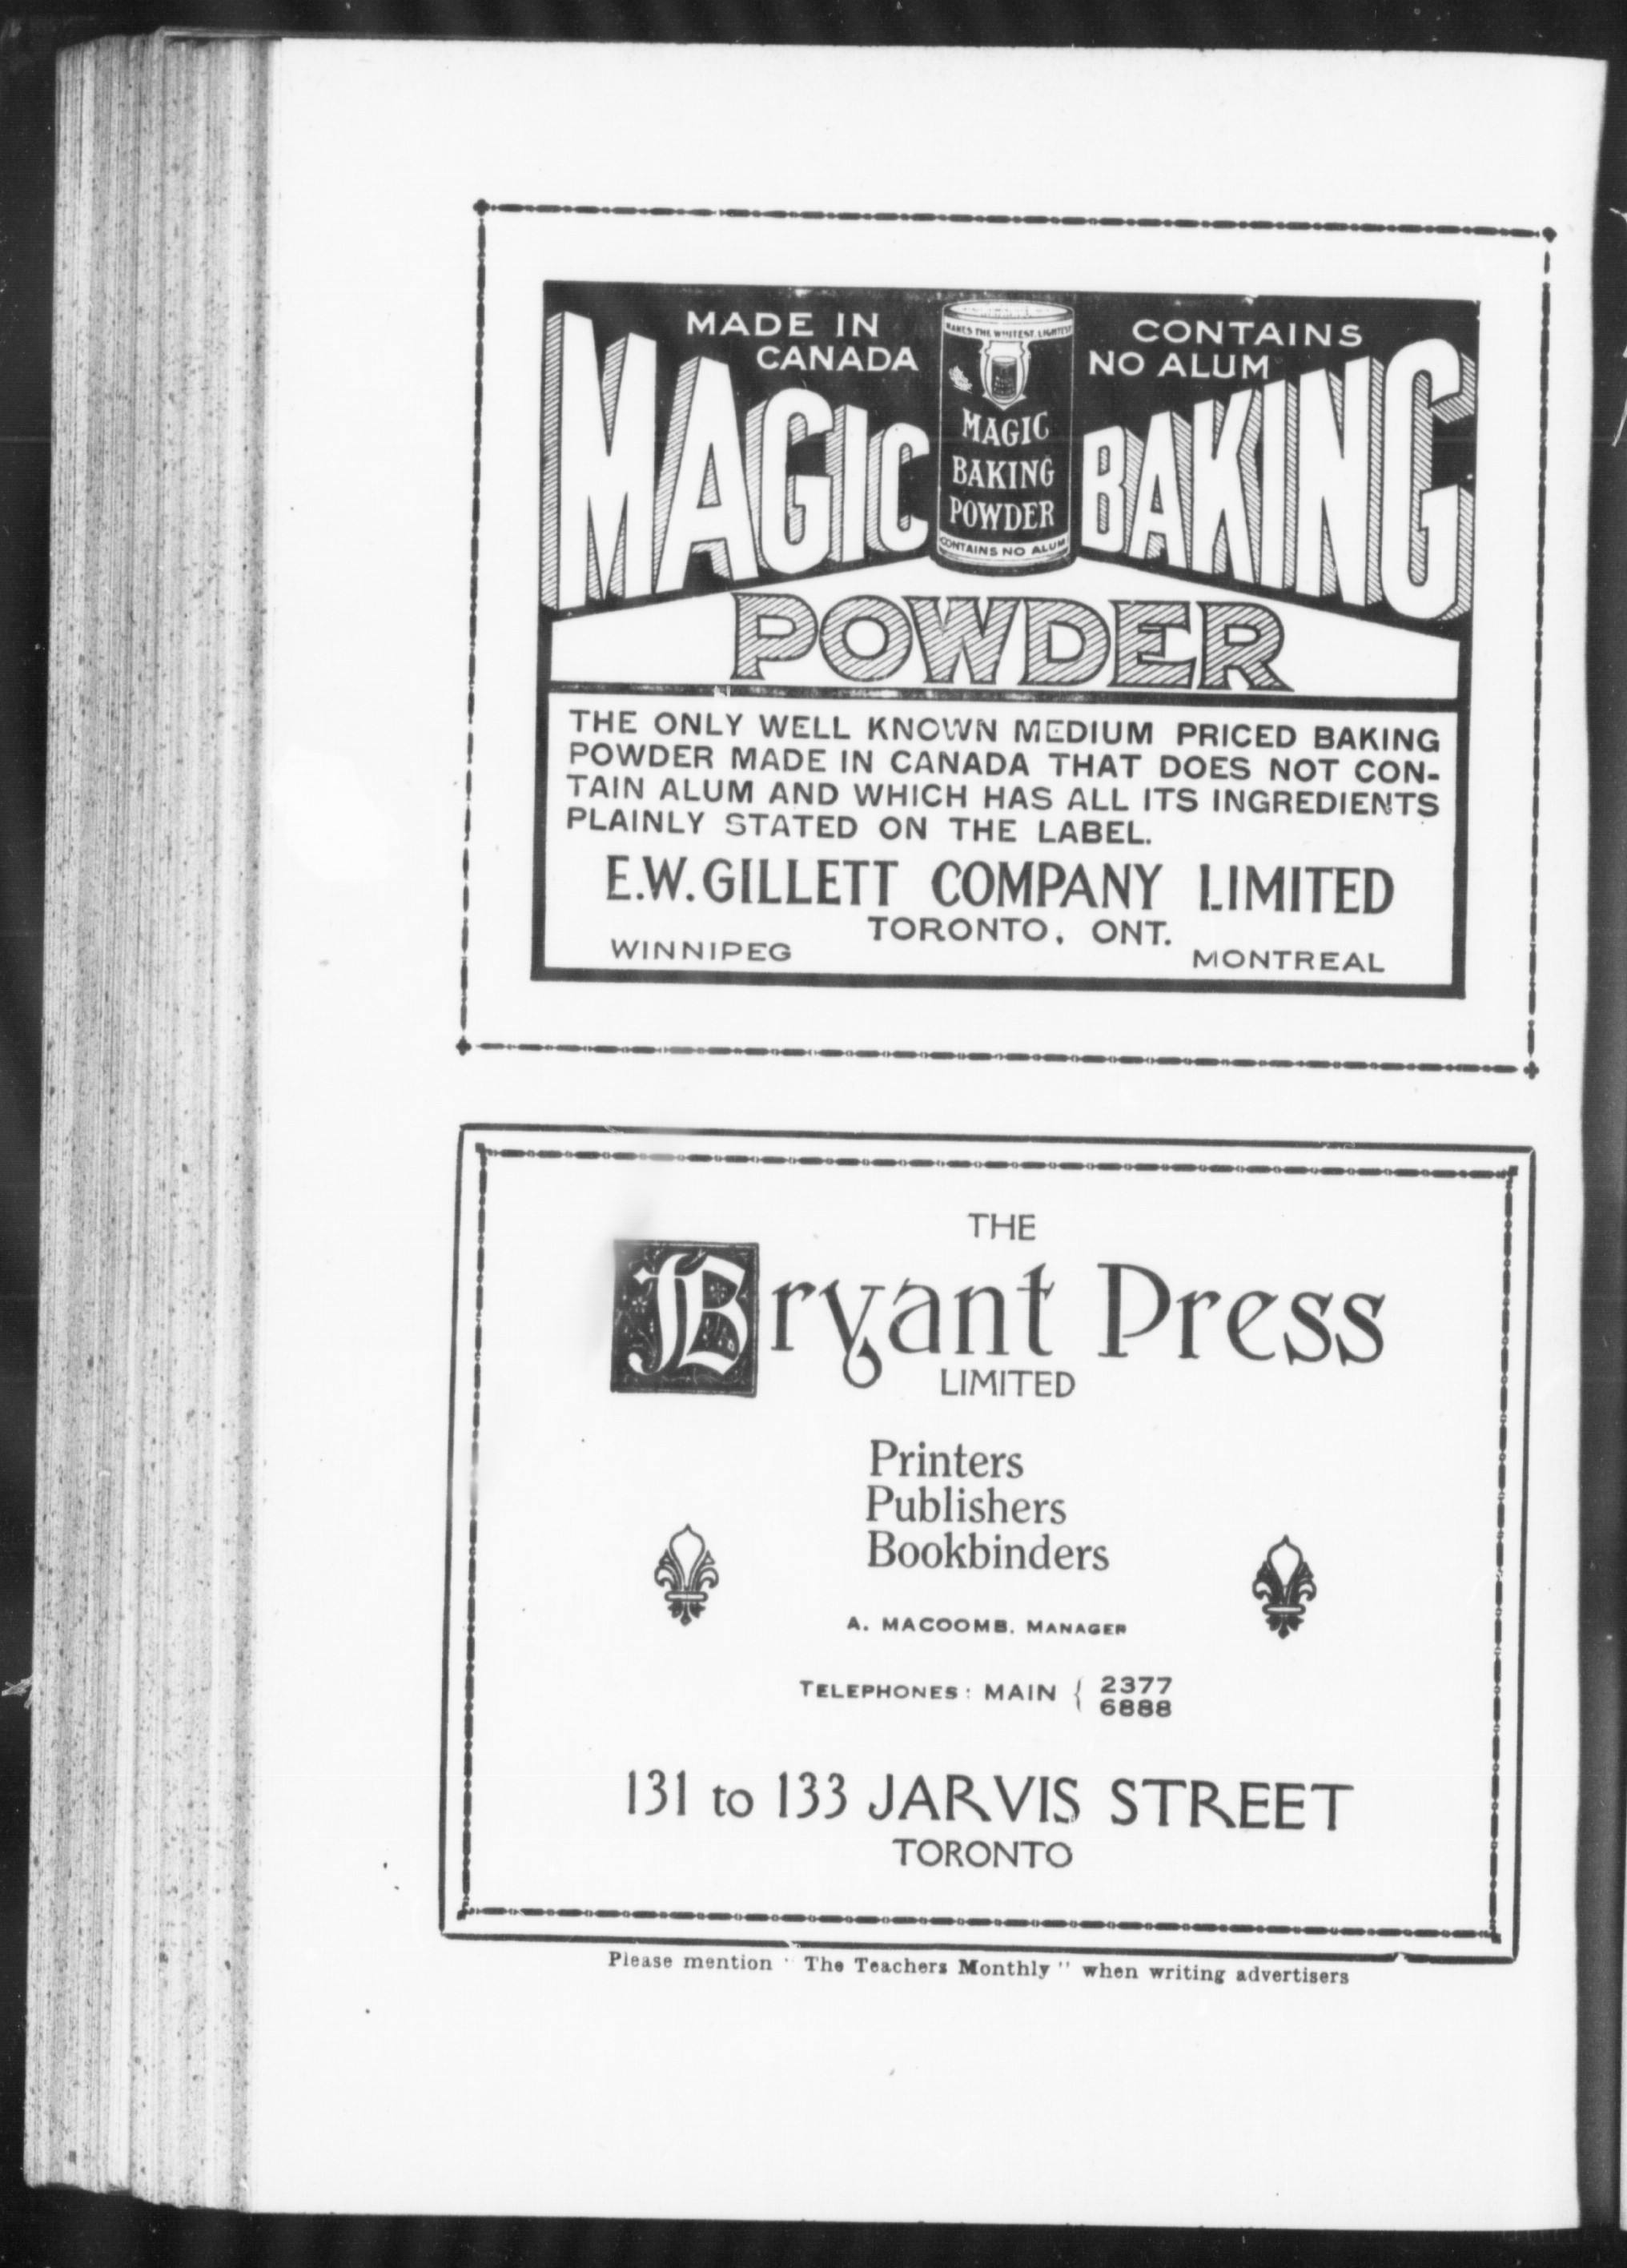 MADE IN
CANADA
CONTAINS
NO ALUM
MAGIC BAKING
MAKES THE WHITEST, LIGHTEST
MAGIC
BAKING
POWDER
CONTAINS NO ALUM
POWDER
THE ONLY WELL KNOWN MEDIUM PRICED BAKING
POWDER MADE IN CANADA THAT DOES NOT CON-
TAIN ALUM AND WHICH HAS ALL ITS INGREDIENTS
PLAINLY STATED ON THE LABEL.
E.W. GILLETT COMPANY LIMITED
TORONTO, ONT.
WINNIPEG MONTREAL
THE
Bryant Press
LIMITED
Printers
Publishers
Bookbinders
A. MACOOMB, MANAGER
TELEPHONES: MAIN { 2377
6888
131 to 133 JARVIS STREET
TORONTO
Please mention " The Teachers Monthly " when writing advertisers